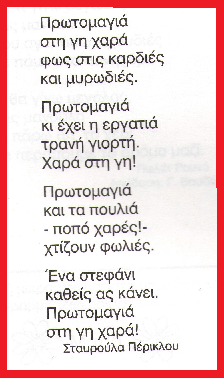 Πρωτομαγιά
στη γη χαρά
φως στις καρδιές
και μυρωδιές.
Πρωτομαγιά
κι έχει η εργατιά
τρανή γιορτή.
Χαρά στη γη!
Πρωτομαγιά
και τα πουλιά
- ποπό χαρές!-
χτίζουν φωλιές.
Ένα στεφάνι
καθείς ας κάνει.
Πρωτομαγιά
στη γη χαρά!
Σταυρούλα Πέρικλου